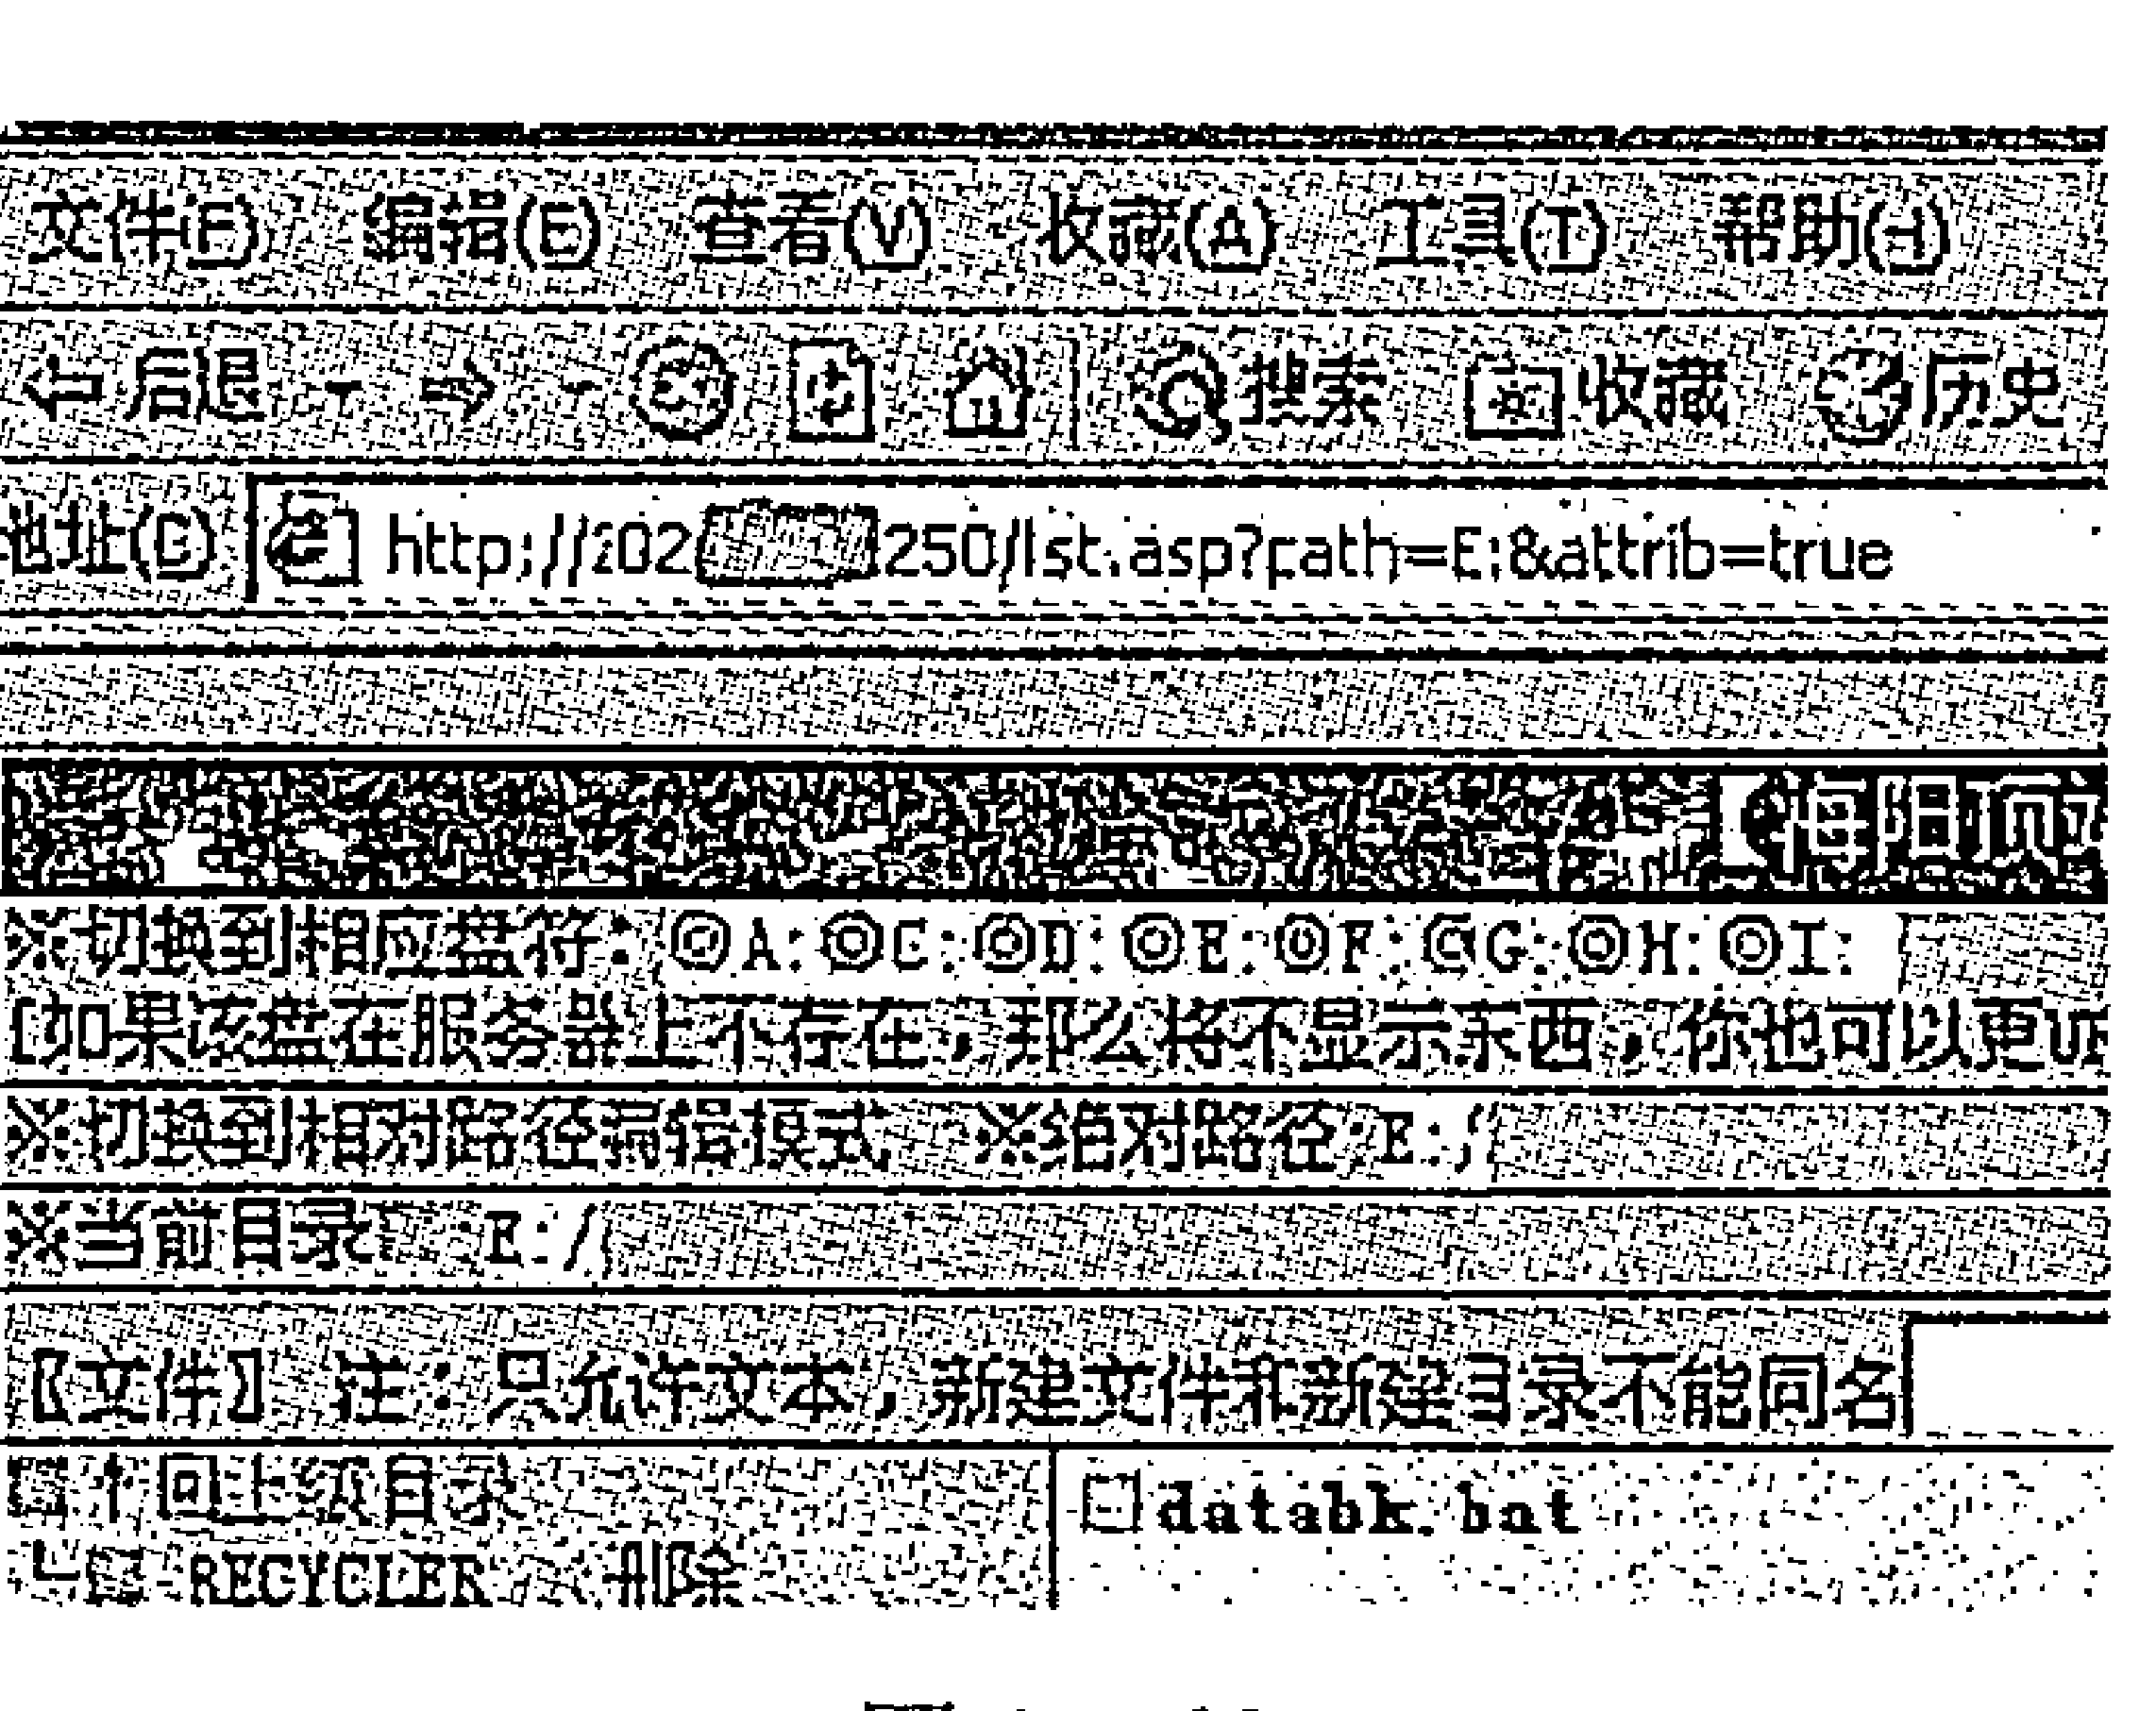 文件(F) 编辑(E) 查看(V) 收藏(A) 工具(T) 帮助(H)
后退 搜索 收藏 历史
地址(D) http://202 250/lst.asp?path=E:&attrib=true
【海阳顶
※切换到相应盘符:◎A:◎C:◎D:◎E:◎F:◎G:◎H:◎I:
[如果该盘在服务器上不存在,那么将不显示东西,你也可以更
※切换到相对路径编辑模式 ※绝对路径 E:/
※当前目录 E:/
【文件】 注:只允许文本,新建文件和新建目录不能同名
↑回上级目录 databk.bat
RECYCLER 删除